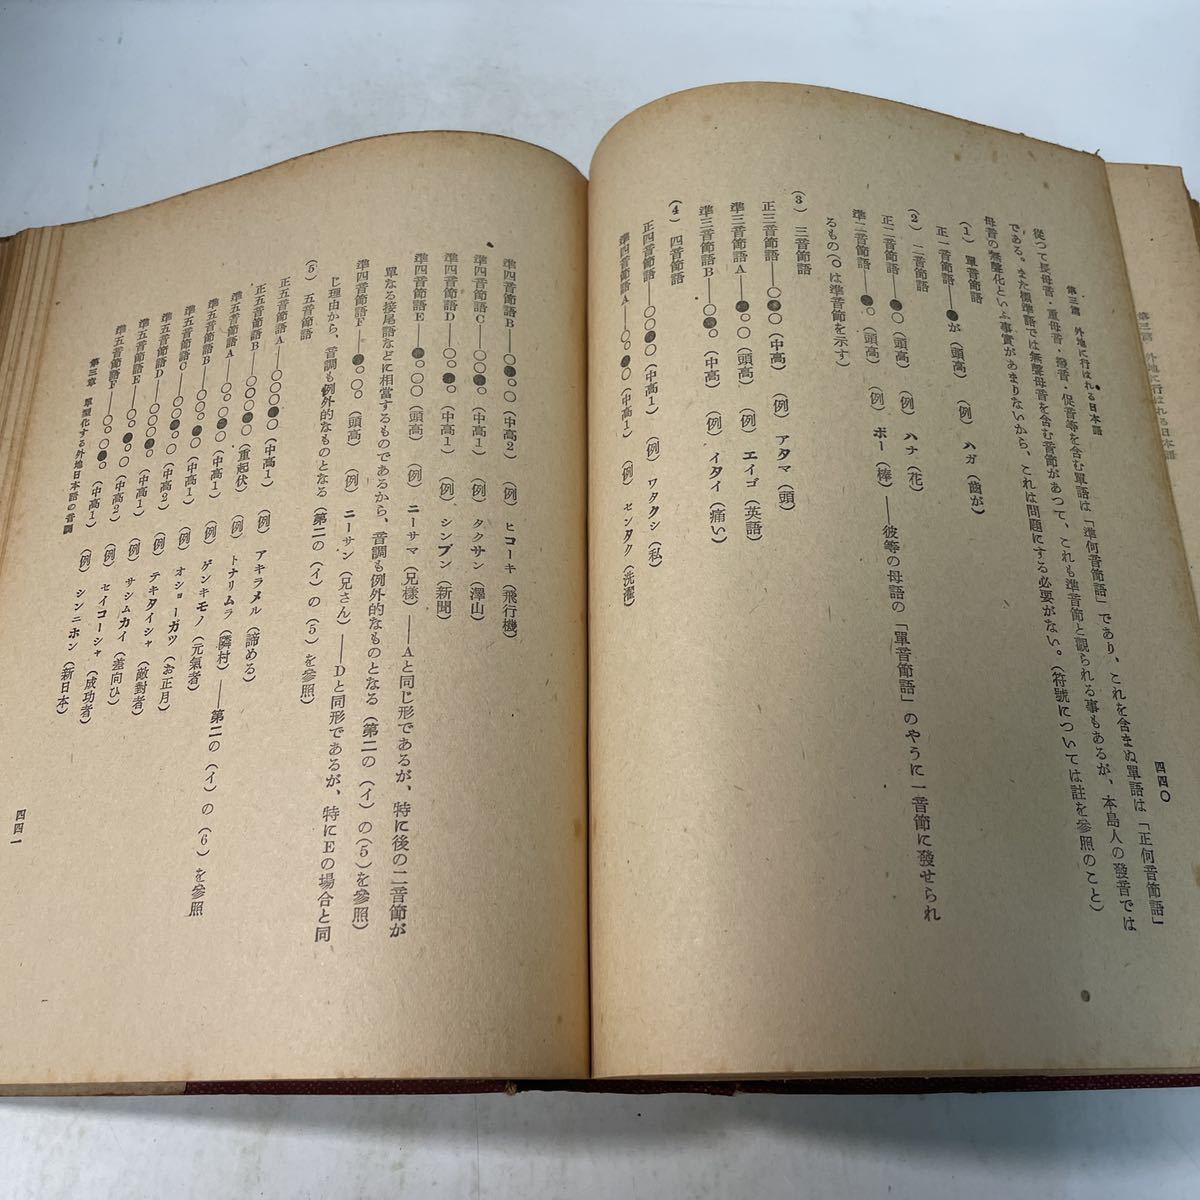 第三篇 外地に行はれる日本語
四四〇
從つて長母音・重母音・撥音・促音等を含む單語は「準何音節語」であり、これを含まぬ單語は「正何音節語」
である。また標準語では無聲母音を含む音節があつて、これも準音節と觀られる事もあるが、本島人の發音では
母音の無聲化といふ事實があまりないから、これは問題にする必要がない。(符號については註を參照のこと)
(1) 單音節語
正一音節語――●が(頭高) (例) ハガ(齒が)
(2) 二音節語
正二音節語――●○(頭高) (例) ハナ(花)
準二音節語――●。(頭高) (例) ボー(棒)――彼等の母語の「單音節語」のやうに一音節に發せられ
るもの(○は準音節を示す)
(3) 三音節語
正三音節語――○●○(中高) (例) アタマ(頭)
準三音節語A――●。○(頭高) (例) エイゴ(英語)
準三音節語B――○●。(中高) (例) イタイ(痛い)
(4) 四音節語
正四音節語――○○●○(中高1) (例) ワタクシ(私)
準四音節語A――○。●○(中高1) (例) センタク(洗濯)
準四音節語B――○●。○(中高2) (例) ヒコーキ(飛行機)
準四音節語C――○○●。(中高1) (例) タクサン(澤山)
準四音節語D――○。●。(中高1) (例) シンブン(新聞)
準四音節語E――●。○○(頭高) (例) ニーサマ(兄樣)――Aと同じ形であるが、特に後の二音節が
單なる接尾語などに相當するものであるから、音調も例外的なものとなる(第二の(イ)の(5)を參照)
準四音節語F――●。○。(頭高) (例) ニーサン(兄さん)――Dと同形であるが、特にEの場合と同
じ理由から、音調も例外的なものとなる(第二の(イ)の(5)を參照)
(5) 五音節語
正五音節語A――○○○●○(中高1) (例) アキラメル(諦める)
正五音節語B――(重起伏) (例) トナリムラ(隣村)――第二の(イ)の(6)を參照
準五音節語A――○。○●○(中高1) (例) ゲンキモノ(元氣者)
準五音節語B――○○。●○(中高1) (例) オショーガツ(お正月)
準五音節語C――○○●。○(中高2) (例) テキタイシャ(敵對者)
準五音節語D――○○○●。(中高1) (例) サシムカイ(差向ひ)
準五音節語E――○。●。○(中高2) (例) セイコーシャ(成功者)
準五音節語F――○。○●。(中高1) (例) シンニホン(新日本)
第三章 單型化する外地日本語の音調
四四一